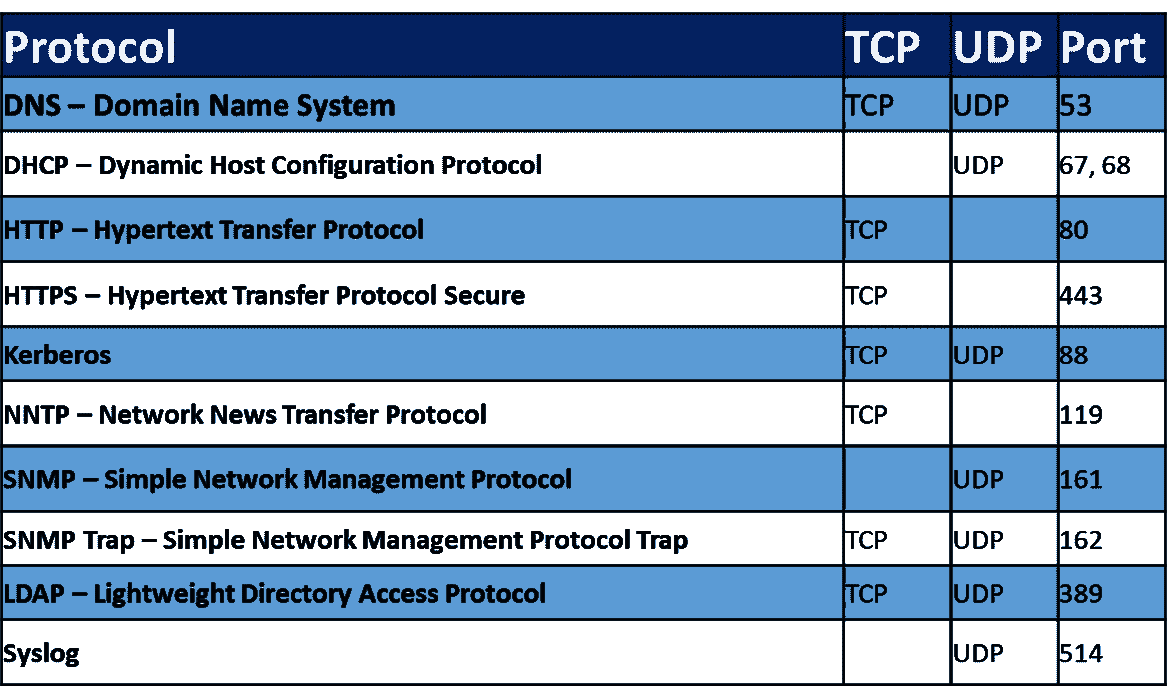 Protocol TCP UDP Port
DNS – Domain Name System TCP UDP 53
DHCP – Dynamic Host Configuration Protocol UDP 67, 68
HTTP – Hypertext Transfer Protocol TCP 80
HTTPS – Hypertext Transfer Protocol Secure TCP 443
Kerberos TCP UDP 88
NNTP – Network News Transfer Protocol TCP 119
SNMP – Simple Network Management Protocol UDP 161
SNMP Trap – Simple Network Management Protocol Trap TCP UDP 162
LDAP – Lightweight Directory Access Protocol TCP UDP 389
Syslog UDP 514